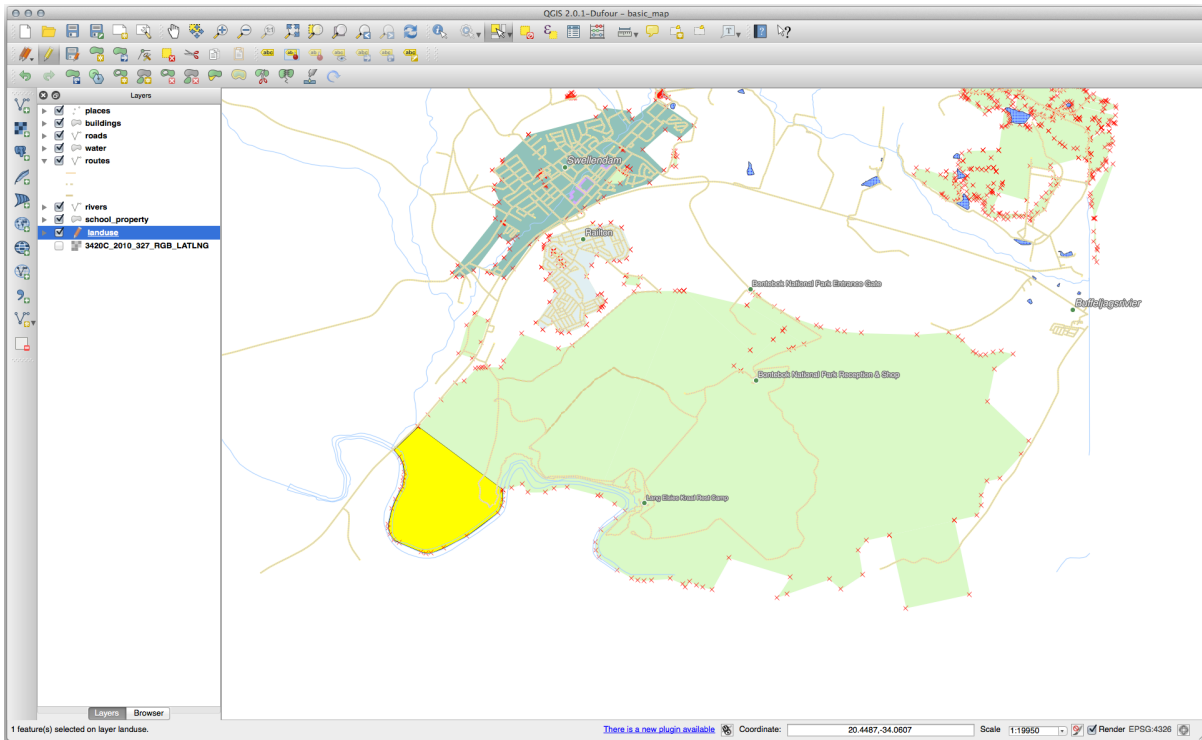 QGIS 2.0.1-Dufour - basic_map
Layers
places
buildings
roads
water
routes
rivers
school_property
landuse
3420C_2010_327_RGB_LATLNG
Swellendam
Railton
Bontebok National Park Entrance Gate
Buffeljagsrivier
Bontebok National Park Reception & Shop
Lang Elsies Kraal Rest Camp
Layers Browser
1 feature(s) selected on layer landuse.
There is a new plugin available
Coordinate: 20.4487,-34.0607
Scale 1:19950
Render EPSG:4326